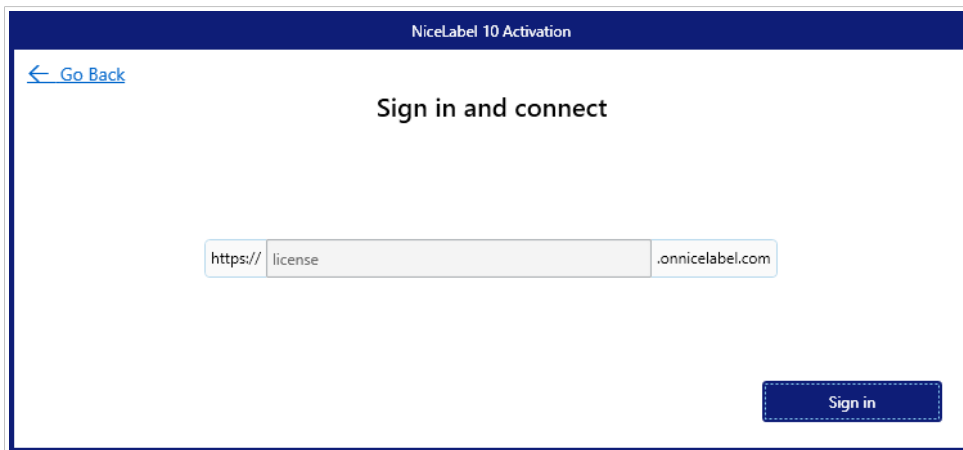 NiceLabel 10 Activation
← Go Back
Sign in and connect
https:// license .onnicelabel.com
Sign in